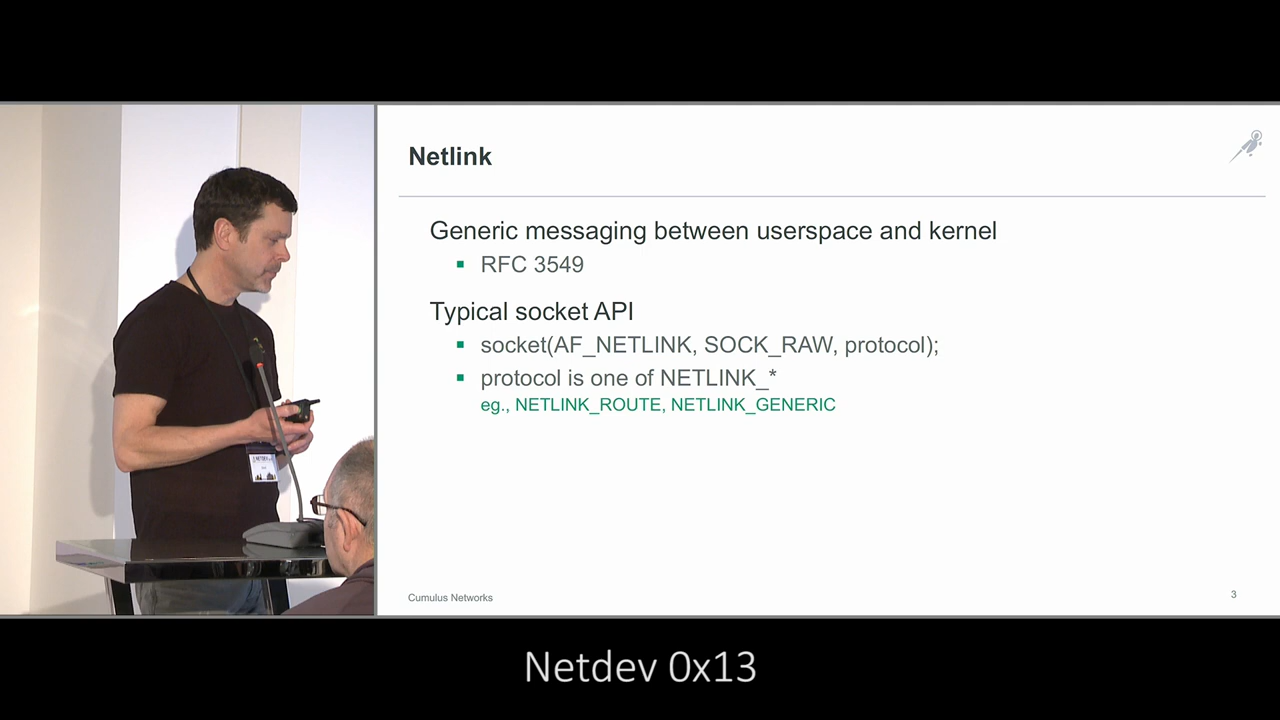 Netlink
Generic messaging between userspace and kernel
RFC 3549
Typical socket API
socket(AF_NETLINK, SOCK_RAW, protocol);
protocol is one of NETLINK_*
eg., NETLINK_ROUTE, NETLINK_GENERIC
Cumulus Networks
3
NETDEV
Netdev 0x13